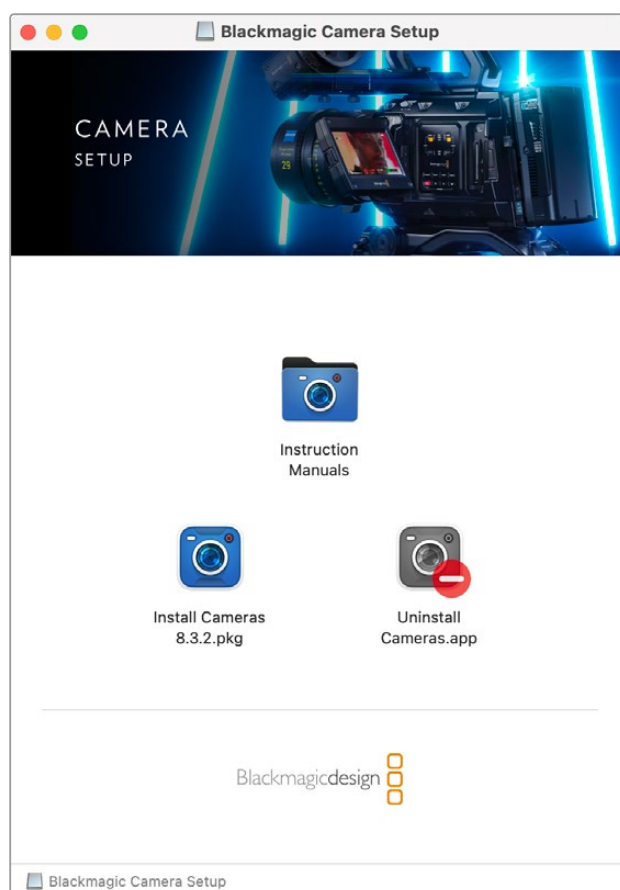 Blackmagic Camera Setup
CAMERA
SETUP
29
Instruction
Manuals
Install Cameras
8.3.2.pkg
Uninstall
Cameras.app
Blackmagicdesign
Blackmagic Camera Setup